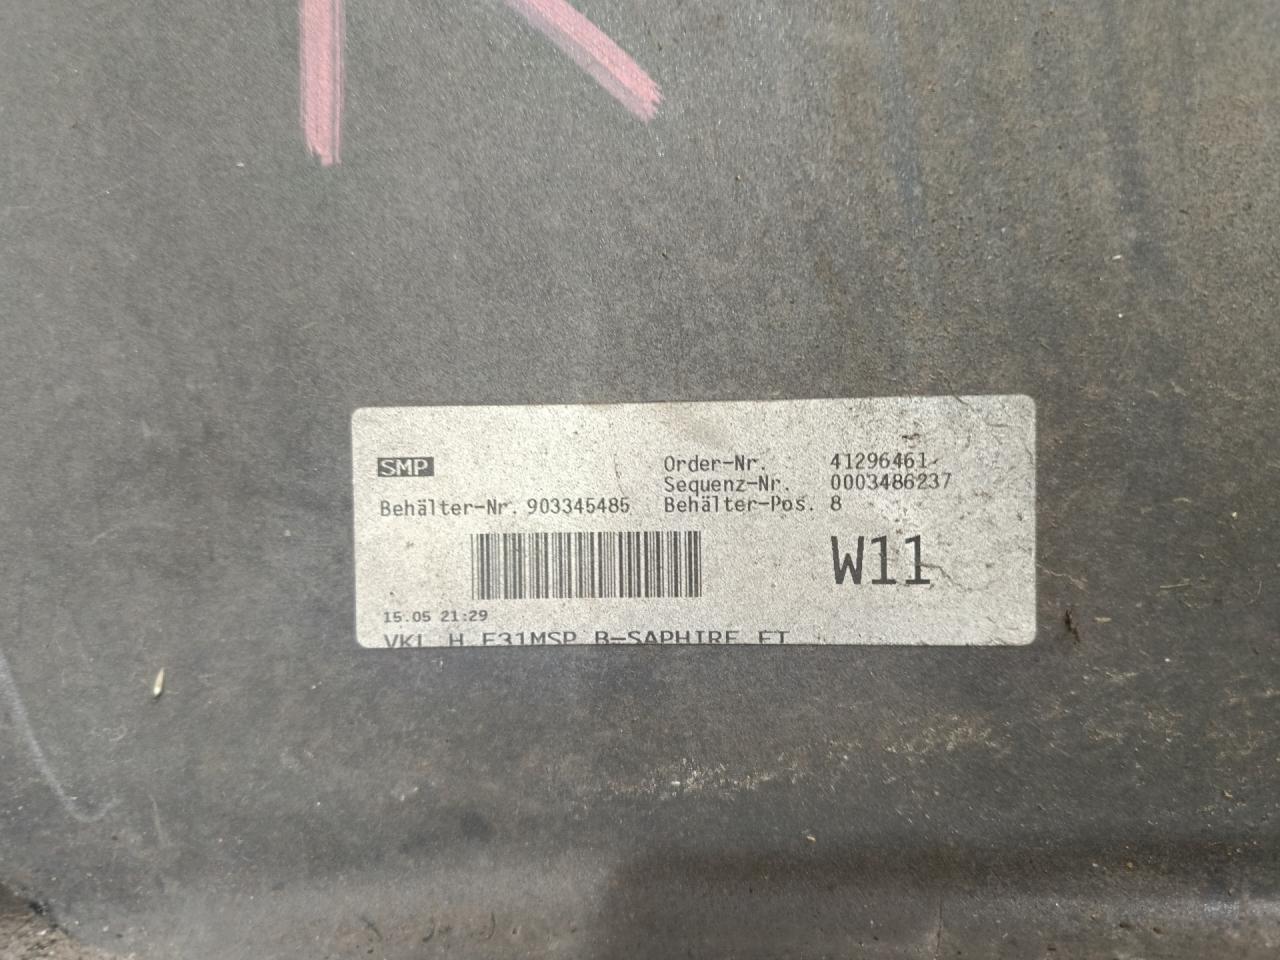 SMP
Order-Nr. 41296461
Sequenz-Nr. 0003486237
Behälter-Nr. 903345485 Behälter-Pos. 8
W11
15.05 21:29
VKL H E31MSP B-SAPHIRE ET